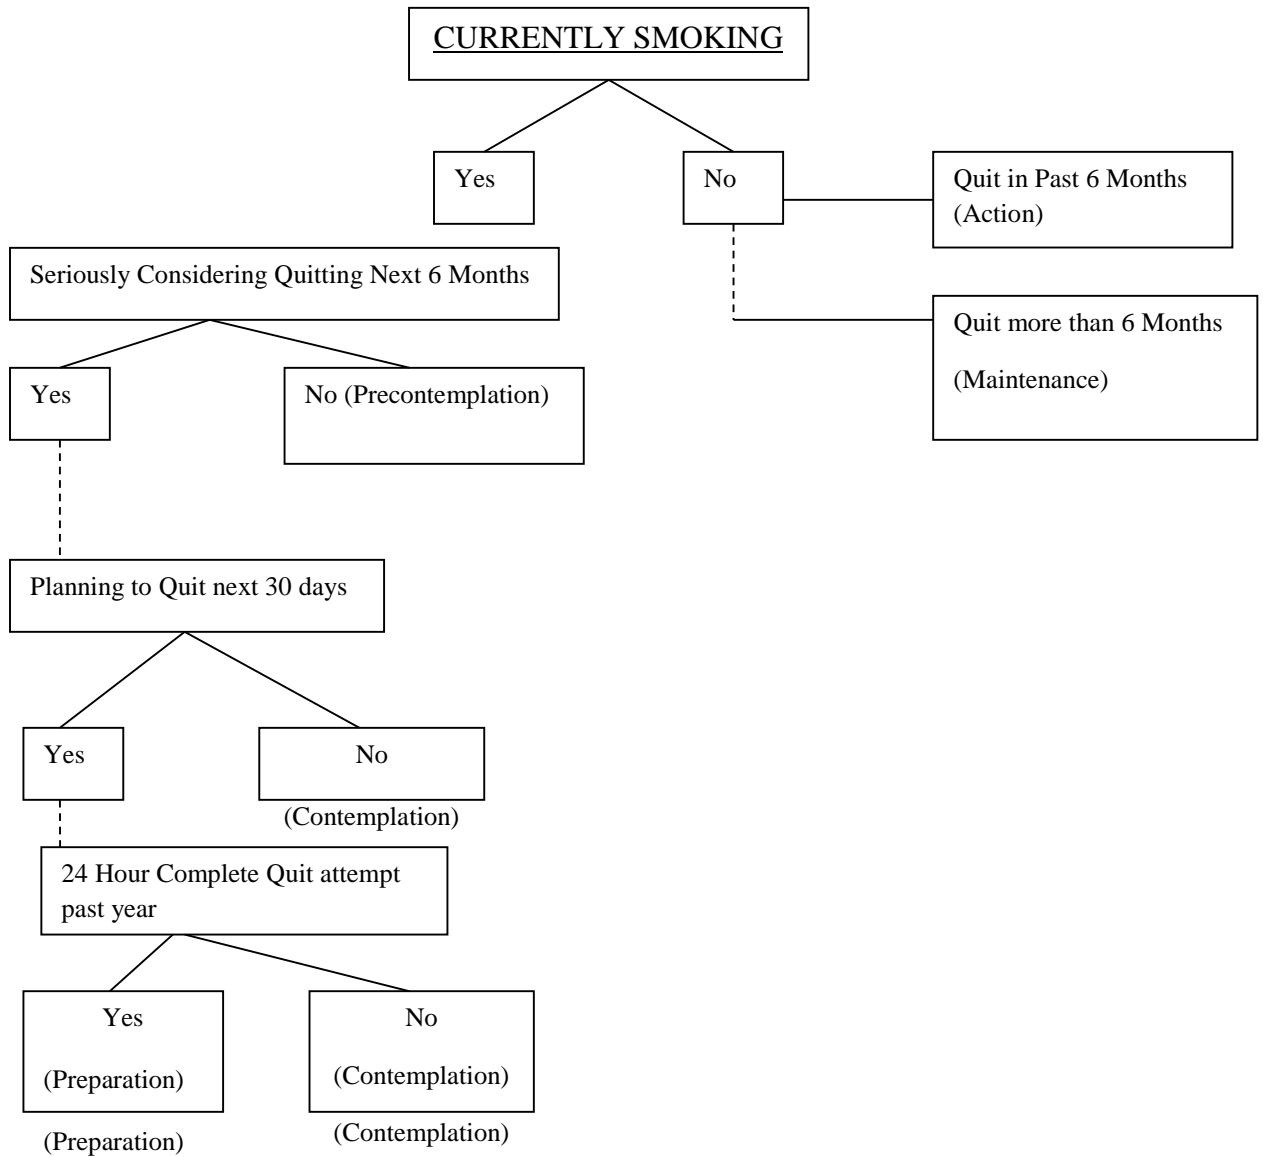 CURRENTLY SMOKING
Yes
No
Quit in Past 6 Months
(Action)
Seriously Considering Quitting Next 6 Months
Quit more than 6 Months
(Maintenance)
Yes
No (Precontemplation)
Planning to Quit next 30 days
Yes
No
(Contemplation)
24 Hour Complete Quit attempt
past year
Yes
(Preparation)
No
(Contemplation)
(Preparation)
(Contemplation)